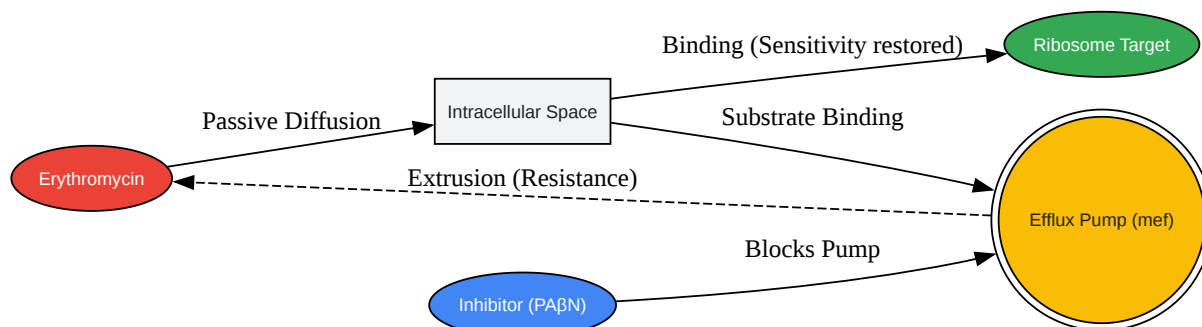 Binding (Sensitivity restored)
Ribosome Target
Intracellular Space
Passive Diffusion
Substrate Binding
Erythromycin
Extrusion (Resistance)
Efflux Pump (mef)
Blocks Pump
Inhibitor (PAβN)